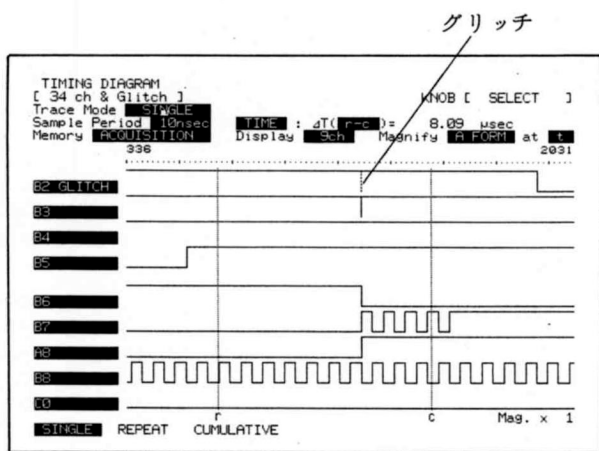 グリッチ
TIMING DIAGRAM
[ 34 ch & Glitch ] KNOB [ SELECT ]
Trace Mode SINGLE
Sample Period 10nsec TIME : ΔT( r-c )= 8.09 μsec
Memory ACQUISITION Display 9ch Magnify A FORM at t
336 2031
B2 GLITCH
B3
B4
B5
B6
B7
A8
B8
C0
r c Mag. x 1
SINGLE REPEAT CUMULATIVE